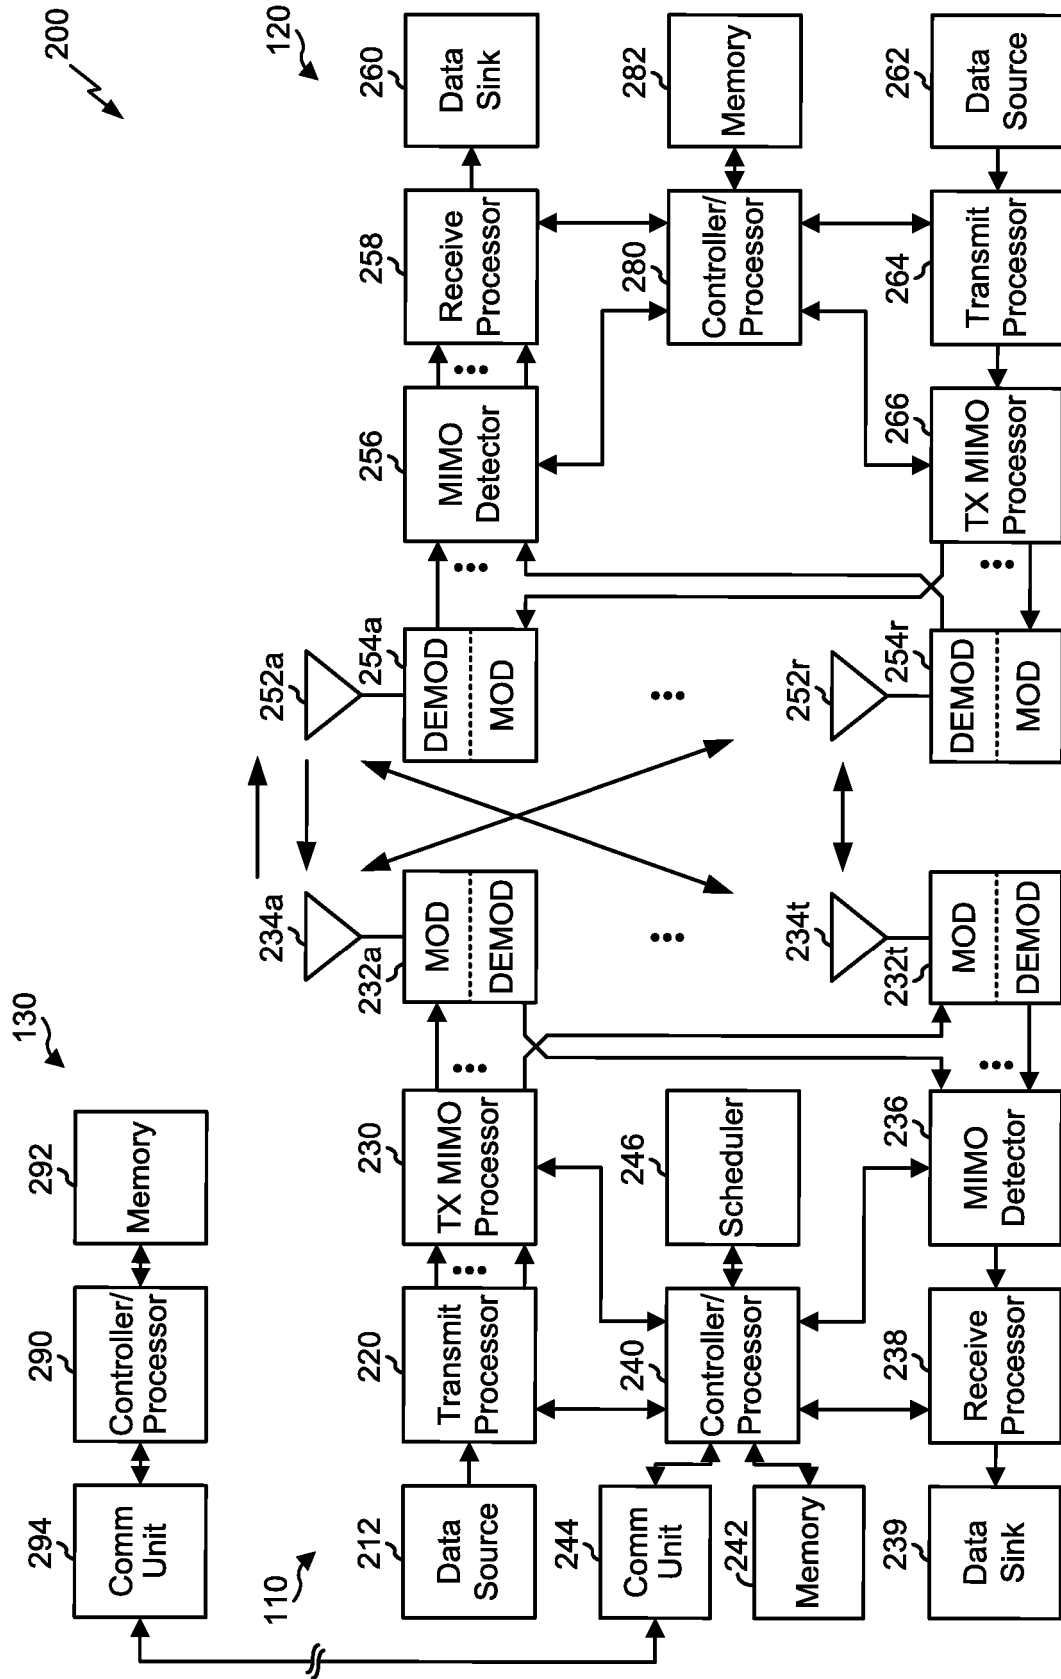 200
130
110
120
294
Comm
Unit
290
Controller/
Processor
292
Memory
212
Data
Source
220
Transmit
Processor
230
TX MIMO
Processor
232a
MOD
DEMOD
234a
252a
254a
DEMOD
MOD
256
MIMO
Detector
258
Receive
Processor
260
Data
Sink
244
Comm
Unit
242
Memory
240
Controller/
Processor
246
Scheduler
280
Controller/
Processor
282
Memory
239
Data
Sink
238
Receive
Processor
236
MIMO
Detector
232t
MOD
DEMOD
234t
252r
254r
DEMOD
MOD
266
TX MIMO
Processor
264
Transmit
Processor
262
Data
Source